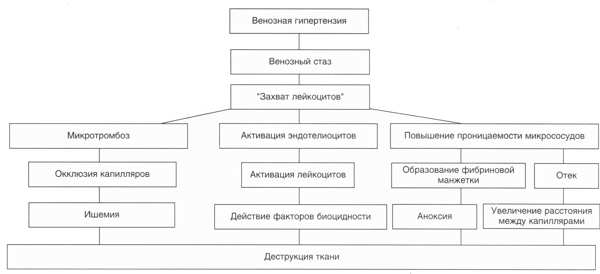 Венозная гипертензия
Венозный стаз
"Захват лейкоцитов"
Микротромбоз
Активация эндотелиоцитов
Повышение проницаемости микрососудов
Окклюзия капилляров
Активация лейкоцитов
Образование фибриновой
манжетки
Отек
Ишемия
Действие факторов биоцидности
Аноксия
Увеличение расстояния
между капиллярами
Деструкция ткани